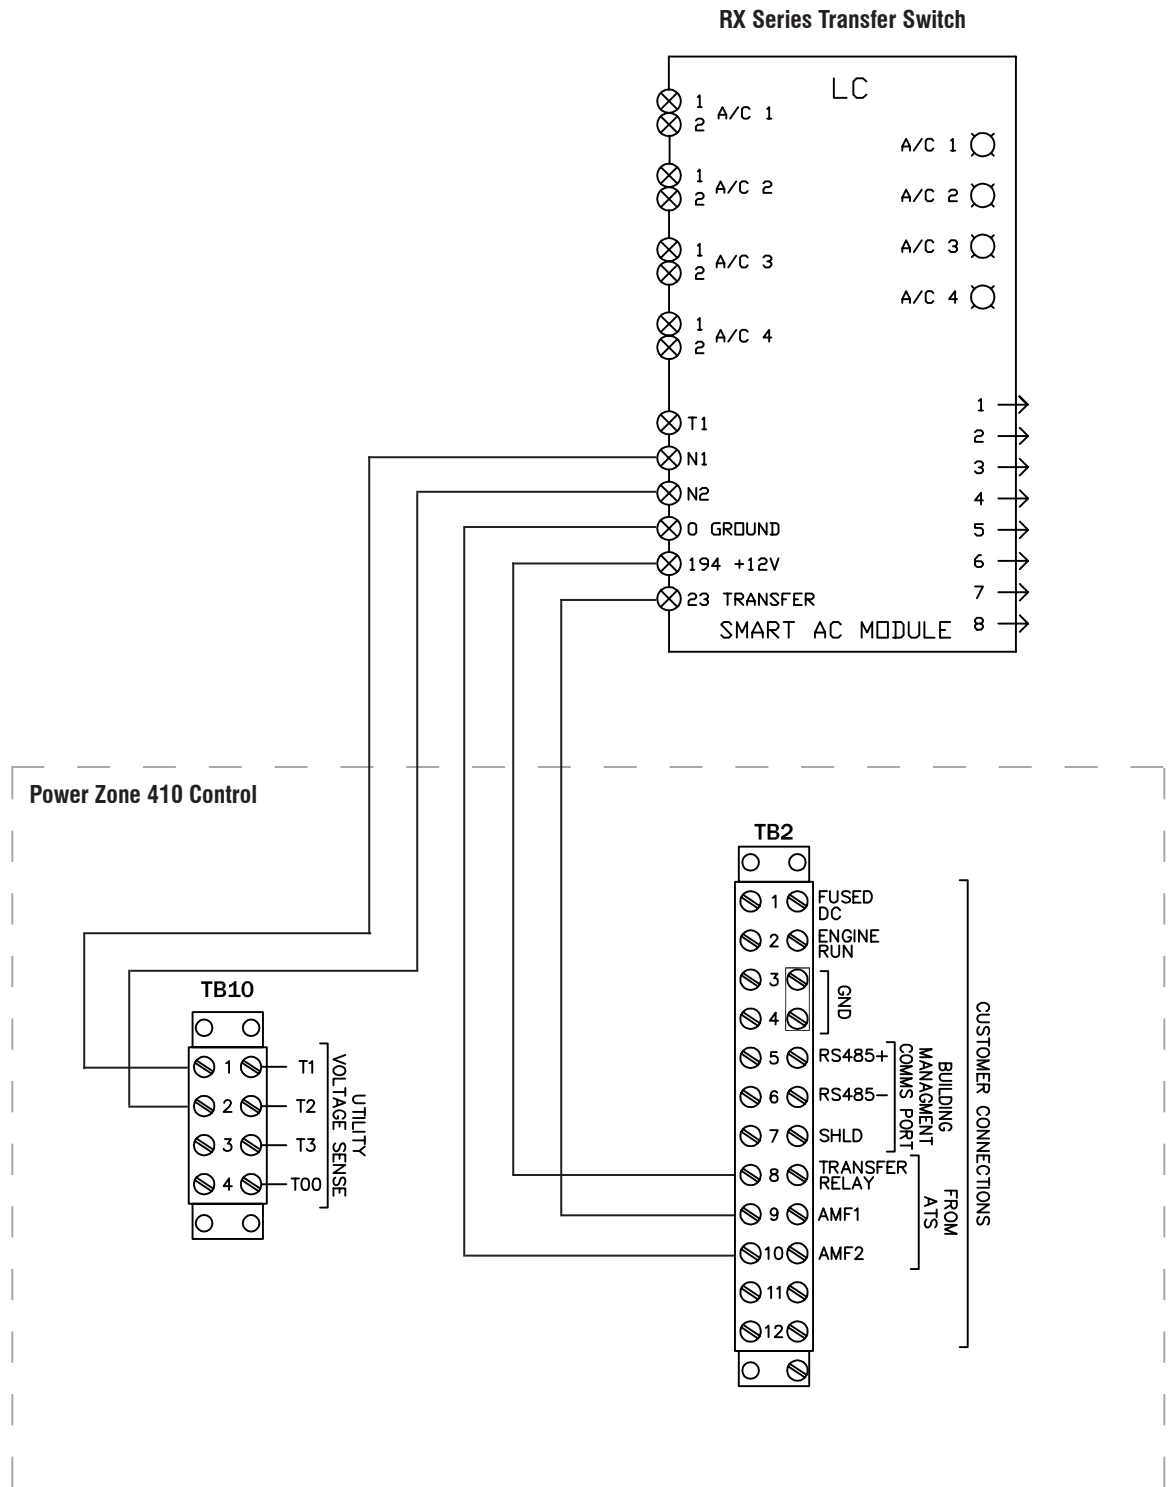 RX Series Transfer Switch
LC
1
2
A/C 1
1
2
A/C 2
1
2
A/C 3
1
2
A/C 4
A/C 1
A/C 2
A/C 3
A/C 4
T1
N1
N2
0 GROUND
194 +12V
23 TRANSFER
SMART AC MODULE
1
2
3
4
5
6
7
8
Power Zone 410 Control
TB10
1 T1
2 T2
3 T3
4 T00
UTILITY
VOLTAGE SENSE
TB2
1 FUSED
DC
2 ENGINE
RUN
3
4
GND
5 RS485+
6 RS485-
7 SHLD
BUILDING
MANAGMENT
COMMS PORT
8 TRANSFER
RELAY
9 AMF1
10 AMF2
FROM
ATS
11
12
CUSTOMER CONNECTIONS